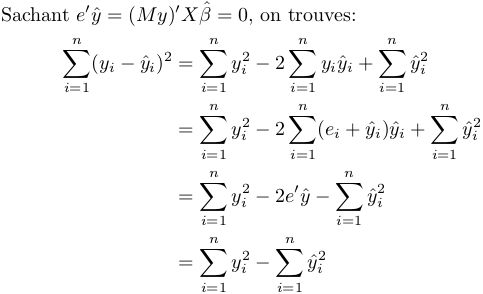 Sachant $e'\hat{y} = (My)'X\hat{\beta} = 0$, on trouves:
$\sum_{i=1}^{n}(y_i - \hat{y}_i)^2 = \sum_{i=1}^{n} y_i^2 - 2\sum_{i=1}^{n} y_i\hat{y}_i + \sum_{i=1}^{n} \hat{y}_i^2$
$= \sum_{i=1}^{n} y_i^2 - 2\sum_{i=1}^{n}(e_i + \hat{y}_i)\hat{y}_i + \sum_{i=1}^{n} \hat{y}_i^2$
$= \sum_{i=1}^{n} y_i^2 - 2e'\hat{y} - \sum_{i=1}^{n} \hat{y}_i^2$
$= \sum_{i=1}^{n} y_i^2 - \sum_{i=1}^{n} \hat{y}_i^2$